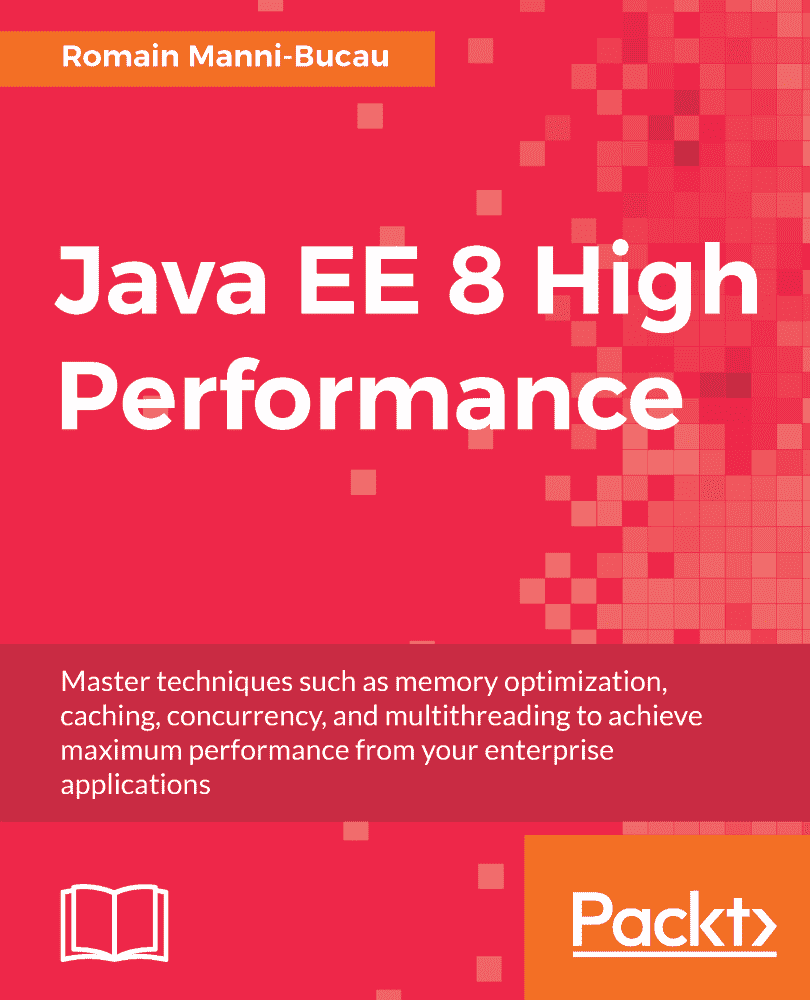 Romain Manni-Bucau
Java EE 8 High
Performance
Master techniques such as memory optimization,
caching, concurrency, and multithreading to achieve
maximum performance from your enterprise
applications
Packt